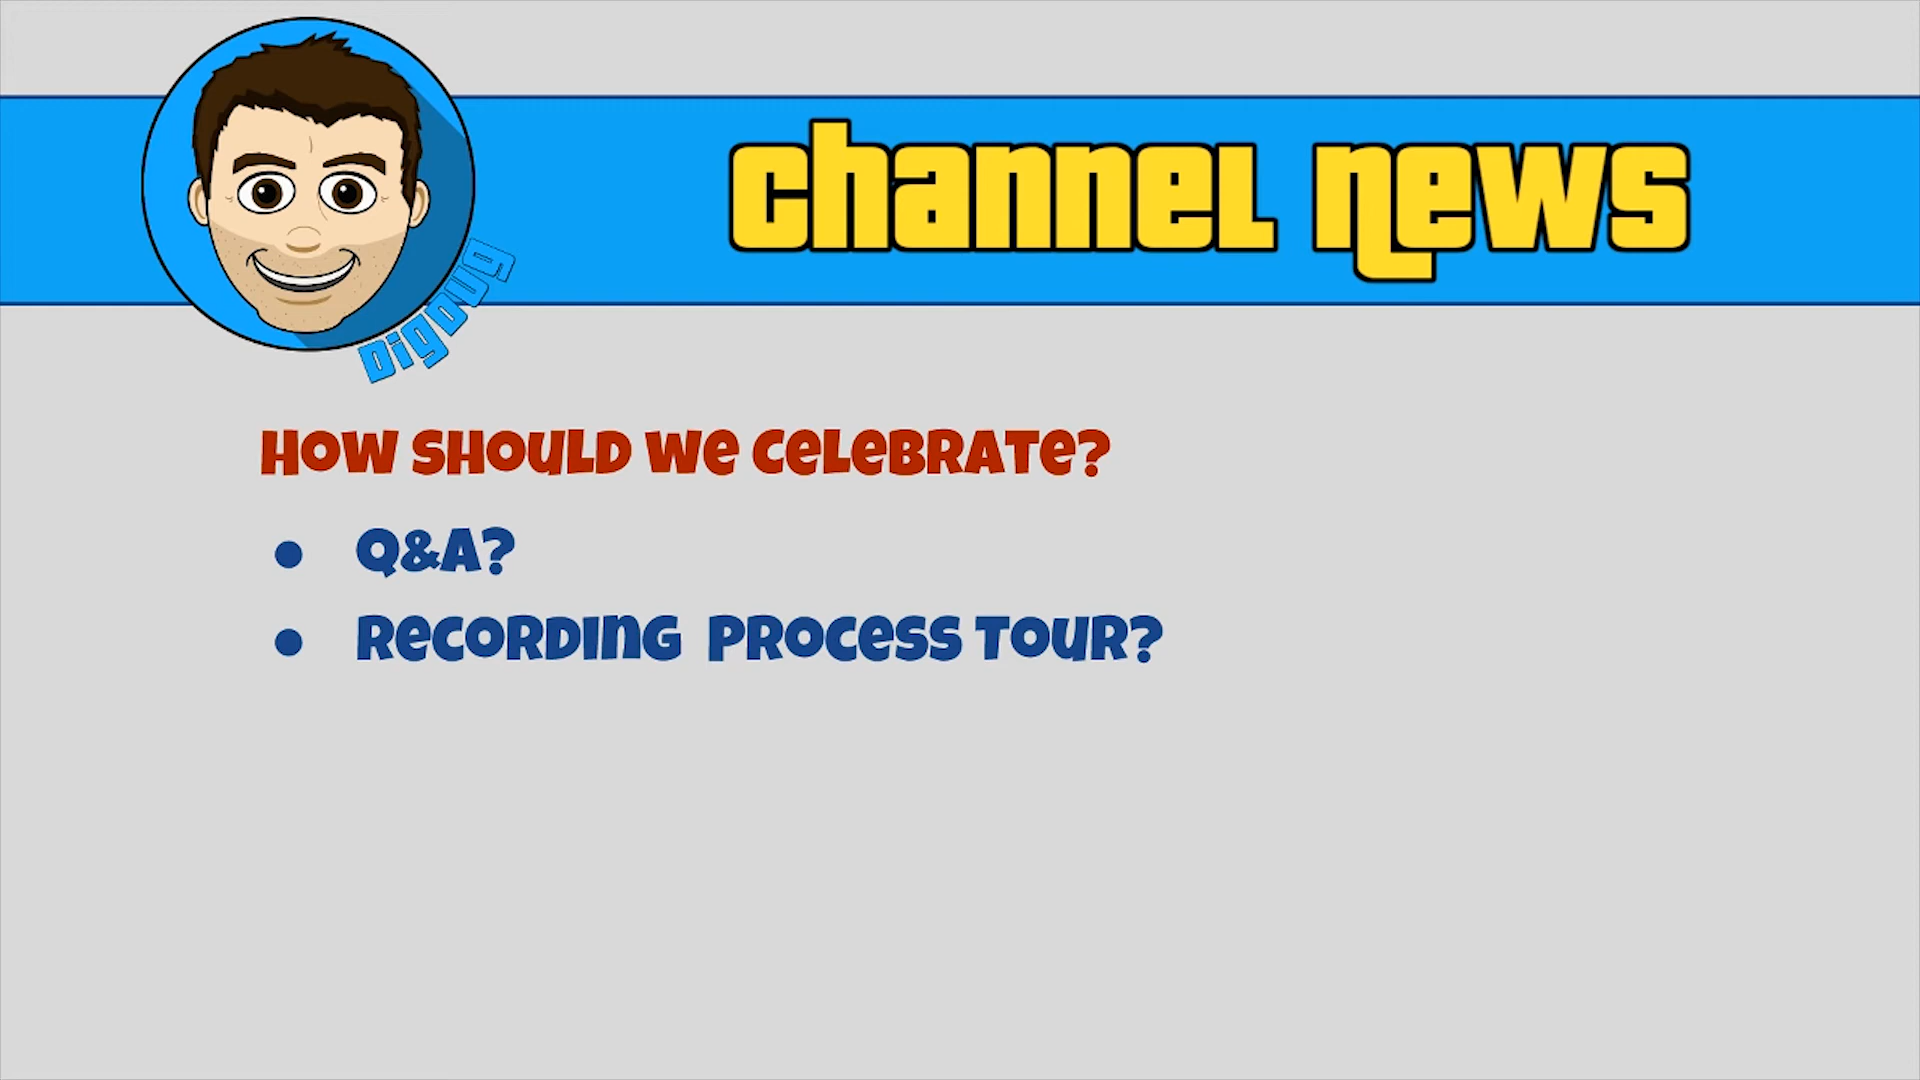 channel news
DigDug
How should we celebrate?
● Q&A?
● Recording process tour?